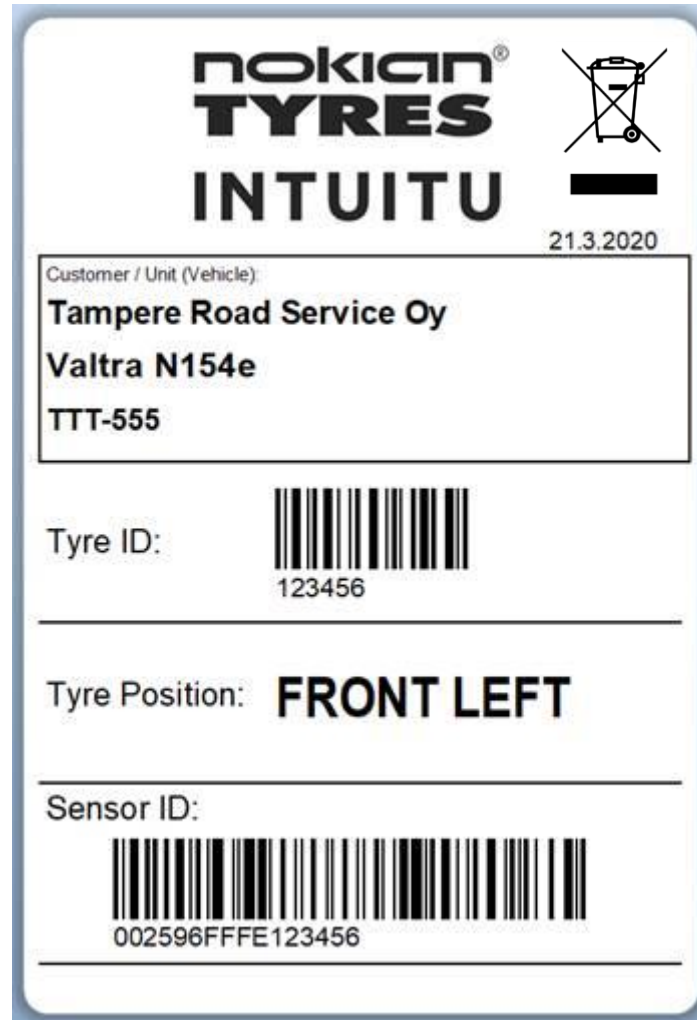 nokian®
TYRES
INTUITU
21.3.2020
Customer / Unit (Vehicle):
Tampere Road Service Oy
Valtra N154e
TTT-555
Tyre ID:
123456
Tyre Position: FRONT LEFT
Sensor ID:
002596FFFE123456